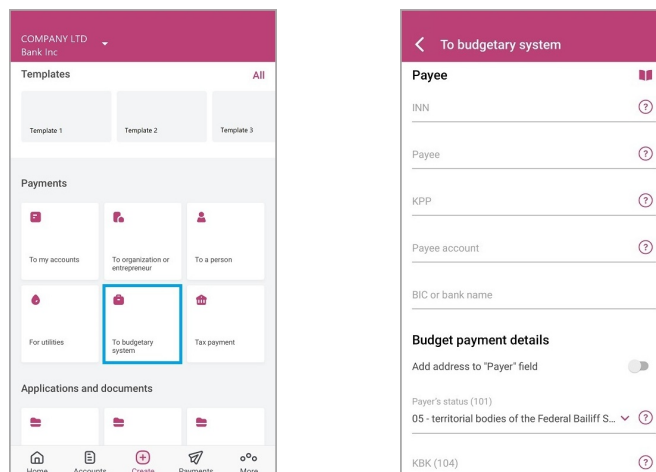 COMPANY LTD
Bank Inc
Templates
All
Template 1
Template 2
Template 3
Payments
To my accounts
To organization or
entrepreneur
To a person
For utilities
To budgetary
system
Tax payment
Applications and documents
Home
Accounts
Create
Payments
More
To budgetary system
Payee
INN
Payee
KPP
Payee account
BIC or bank name
Budget payment details
Add address to "Payer" field
Payer's status (101)
05 - territorial bodies of the Federal Bailiff S...
KBK (104)